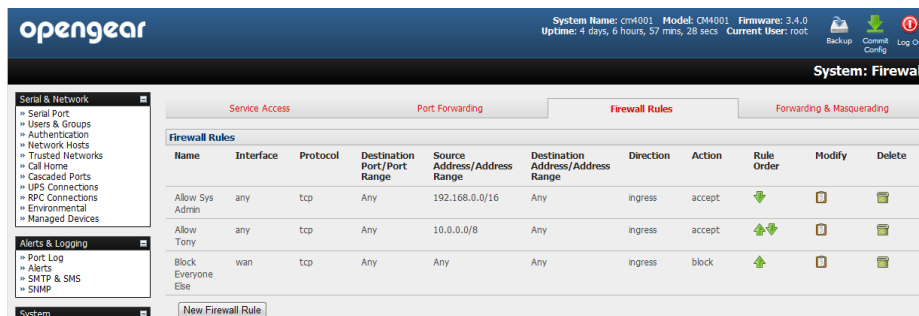 opengear
System Name: cm4001 Model: CM4001 Firmware: 3.4.0
Uptime: 4 days, 6 hours, 57 mins, 28 secs Current User: root
Backup
Commit Config
Log O
System: Firewal
Serial & Network
» Serial Port
» Users & Groups
» Authentication
» Network Hosts
» Trusted Networks
» Call Home
» Cascaded Ports
» UPS Connections
» RPC Connections
» Environmental
» Managed Devices
Alerts & Logging
» Port Log
» Alerts
» SMTP & SMS
» SNMP
System
Service Access Port Forwarding Firewall Rules Forwarding & Masquerading
Firewall Rules
Name Interface Protocol Destination Port/Port Range Source Address/Address Range Destination Address/Address Range Direction Action Rule Order Modify Delete
Allow Sys Admin any tcp Any 192.168.0.0/16 Any ingress accept
Allow Tony any tcp Any 10.0.0.0/8 Any ingress accept
Block Everyone Else wan tcp Any Any Any ingress block
New Firewall Rule